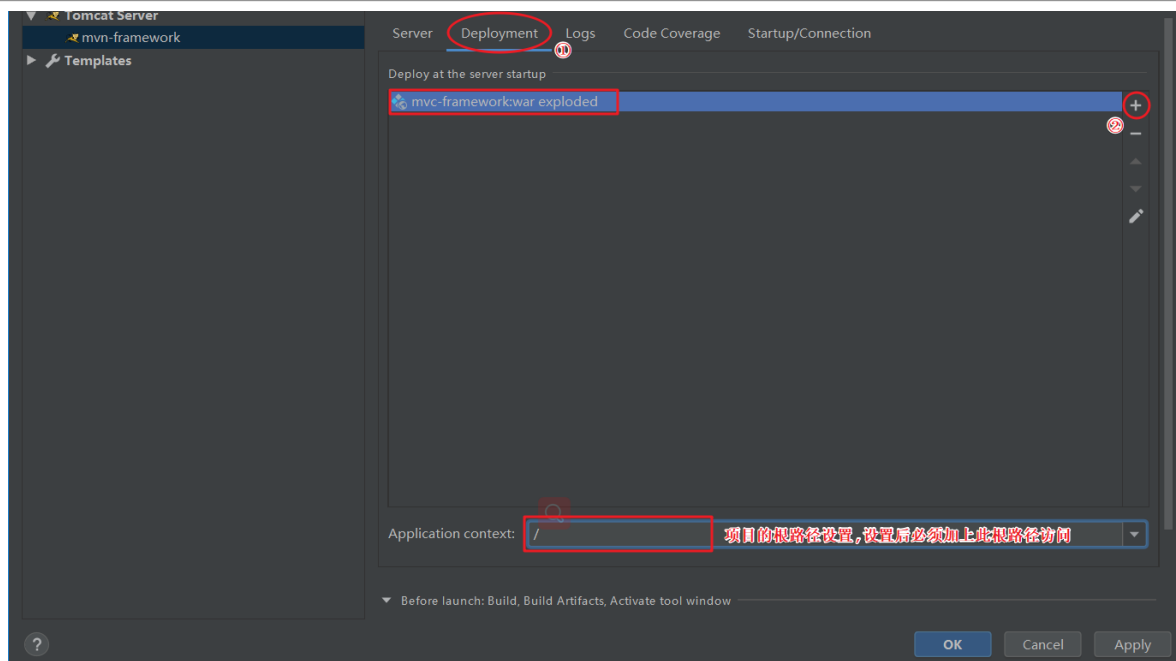 Tomcat Server
mvn-framework
Templates
Server Deployment Logs Code Coverage Startup/Connection
①
Deploy at the server startup
mvc-framework:war exploded
②
Application context: / 项目的根路径设置,设置后必须加上此根路径访问
Before launch: Build, Build Artifacts, Activate tool window
? OK Cancel Apply